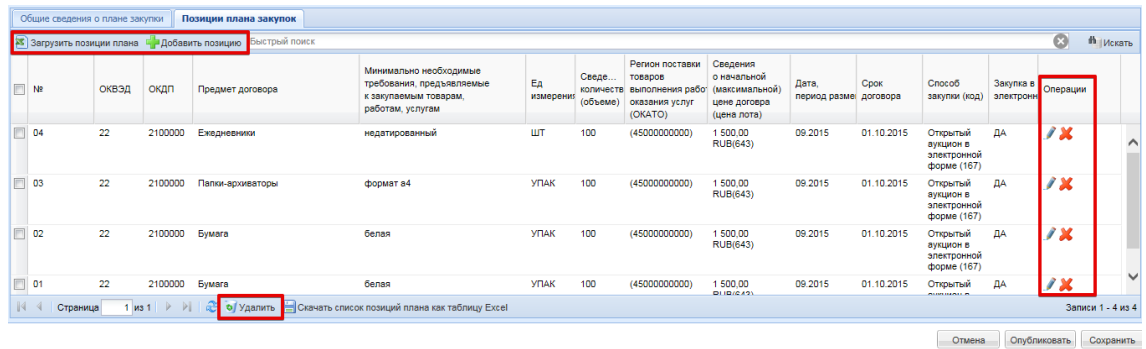 Общие сведения о плане закупки Позиции плана закупок
Загрузить позиции плана Добавить позицию Быстрый поиск Искать
№ ОКВЭД ОКДП Предмет договора Минимально необходимые требования, предъявляемые к закупаемым товарам, работам, услугам Ед измерения Сведе... количеств (объеме) Регион поставки товаров выполнения работ оказания услуг (ОКАТО) Сведения о начальной (максимальной) цене догвора (цена лота) Дата, период разме Срок договора Способ закупки (код) Закупка в электронн Операции
04 22 2100000 Ежедневники недатированный ШТ 100 (45000000000) 1 500,00 RUB(643) 09.2015 01.10.2015 Открытый аукцион в электронной форме (167) ДА
03 22 2100000 Папки-архиваторы формат а4 УПАК 100 (45000000000) 1 500,00 RUB(643) 09.2015 01.10.2015 Открытый аукцион в электронной форме (167) ДА
02 22 2100000 Бумага белая УПАК 100 (45000000000) 1 500,00 RUB(643) 09.2015 01.10.2015 Открытый аукцион в электронной форме (167) ДА
01 22 2100000 Бумага белая УПАК 100 (45000000000) 1 500,00 RUB(643) 09.2015 01.10.2015 Открытый ДА
Страница 1 из 1 Удалить Скачать список позиций плана как таблицу Excel Записи 1 - 4 из 4
Отмена Опубликовать Сохранить